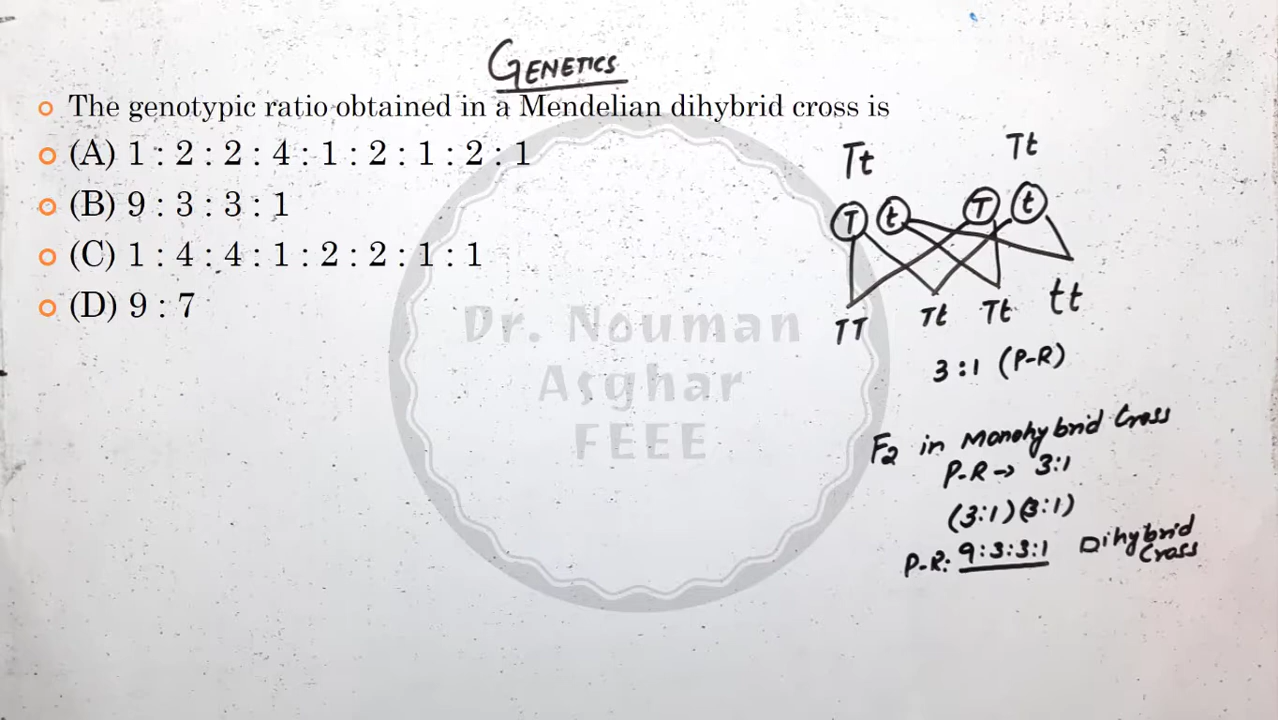 GENETICS
The genotypic ratio obtained in a Mendelian dihybrid cross is
(A) 1 : 2 : 2 : 4 : 1 : 2 : 1 : 2 : 1
(B) 9 : 3 : 3 : 1
(C) 1 : 4 : 4 : 1 : 2 : 2 : 1 : 1
(D) 9 : 7
Tt Tt
T t T t
TT Tt Tt tt
3:1 (P-R)
F2 in Monohybrid Cross
P-R → 3:1
(3:1)(3:1)
P-R: 9:3:3:1 Dihybrid
Cross
Dr. Nouman
Asghar
FEEE